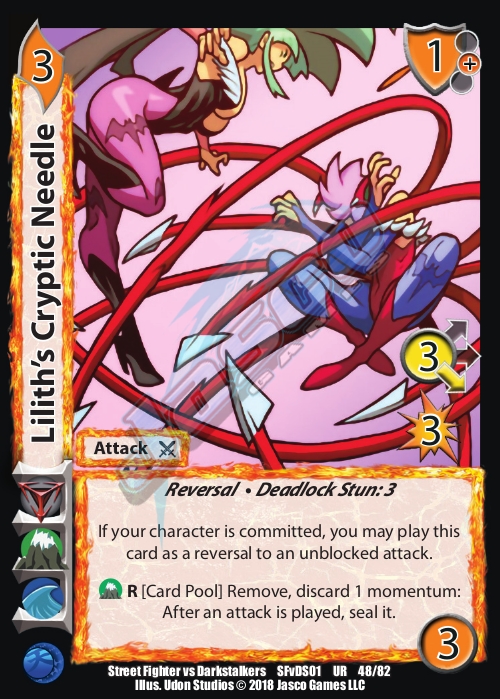 3
1
+
Lilith's Cryptic Needle
3
3
Attack
Reversal • Deadlock Stun: 3
If your character is committed, you may play this
card as a reversal to an unblocked attack.
R [Card Pool] Remove, discard 1 momentum:
After an attack is played, seal it.
3
Street Fighter vs Darkstalkers SFvDS01 UR 48/82
Illus. Udon Studios © 2018 Jasco Games LLC